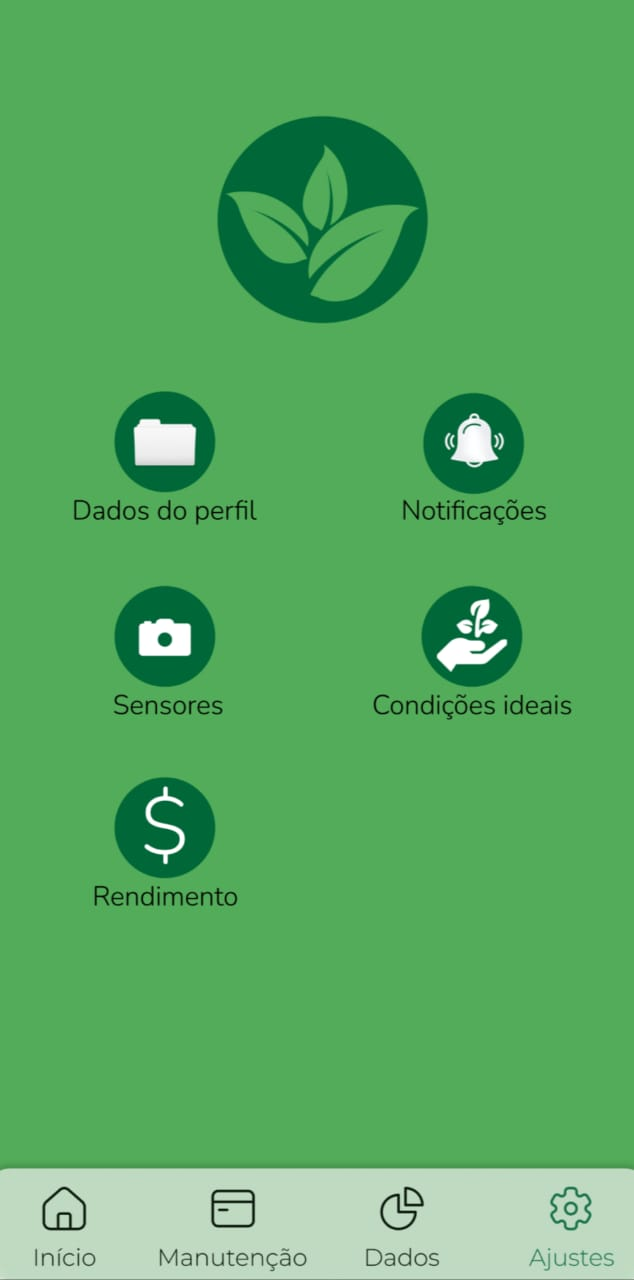 Dados do perfil
Notificações
Sensores
Condições ideais
$
Rendimento
Início
Manutenção
Dados
Ajustes